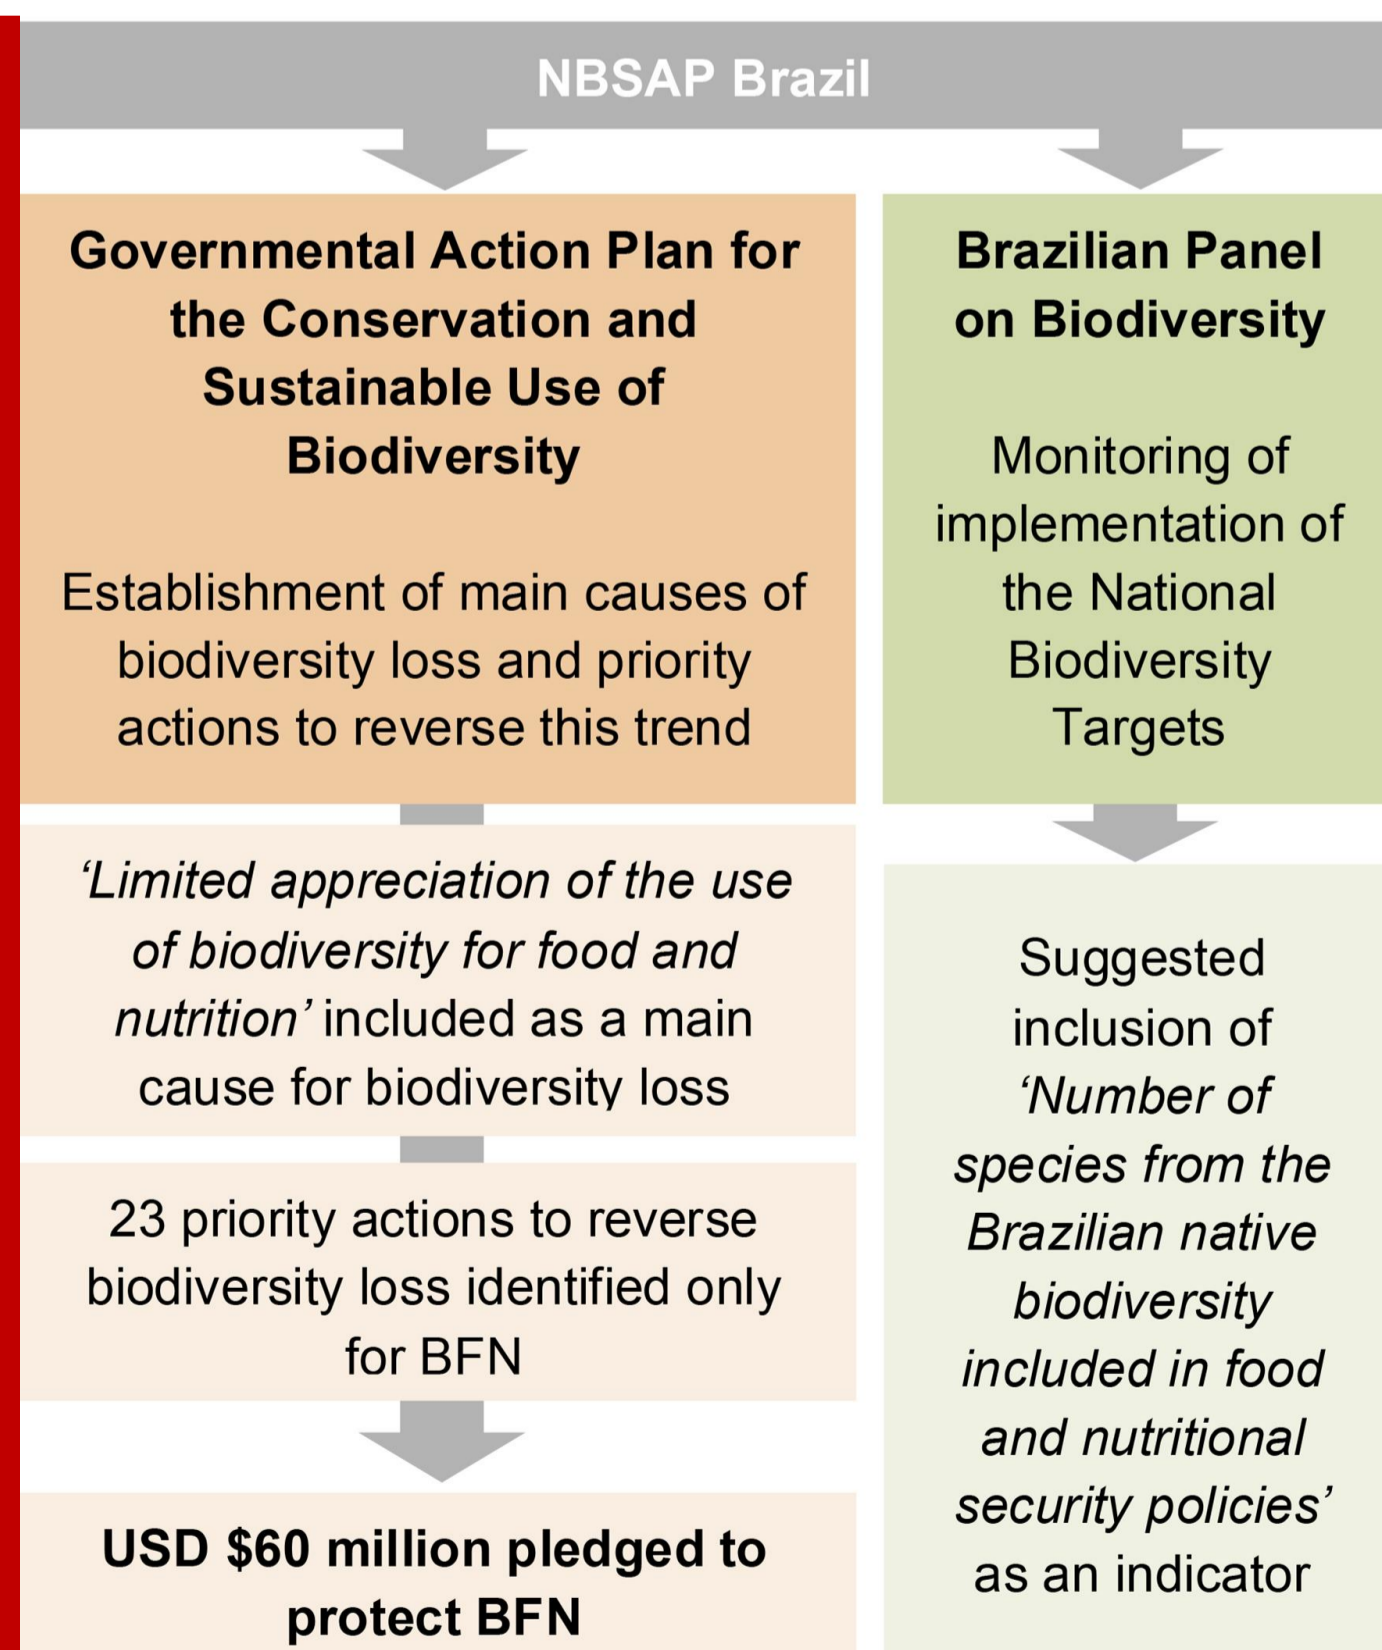 NBSAP Brazil
Governmental Action Plan for
the Conservation and
Sustainable Use of
Biodiversity
Establishment of main causes of
biodiversity loss and priority
actions to reverse this trend
‘Limited appreciation of the use
of biodiversity for food and
nutrition’ included as a main
cause for biodiversity loss
23 priority actions to reverse
biodiversity loss identified only
for BFN
USD $60 million pledged to
protect BFN
Brazilian Panel
on Biodiversity
Monitoring of
implementation of
the National
Biodiversity
Targets
Suggested
inclusion of
‘Number of
species from the
Brazilian native
biodiversity
included in food
and nutritional
security policies’
as an indicator